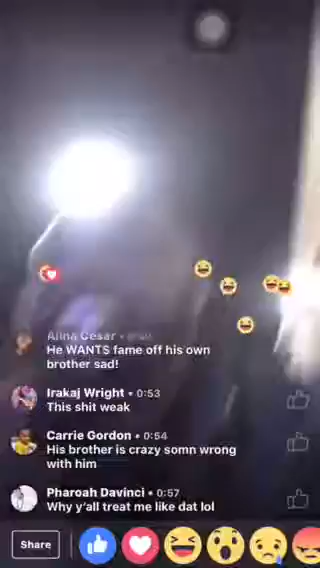 Alina Cesar
He WANTS fame off his own
brother sad!
Irakaj Wright • 0:53
This shit weak
Carrie Gordon • 0:54
His brother is crazy somn wrong
with him
Pharoah Davinci • 0:57
Why y'all treat me like dat lol
Share